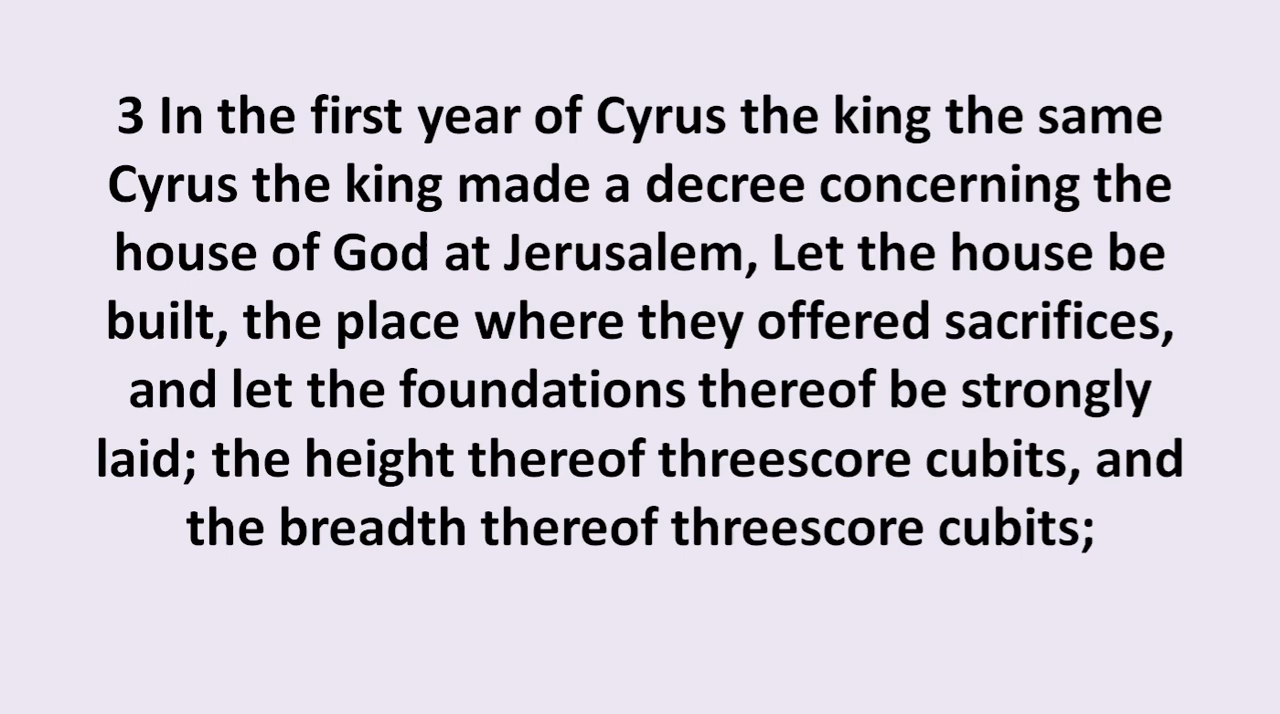 3 In the first year of Cyrus the king the same
Cyrus the king made a decree concerning the
house of God at Jerusalem, Let the house be
built, the place where they offered sacrifices,
and let the foundations thereof be strongly
laid; the height thereof threescore cubits, and
the breadth thereof threescore cubits;